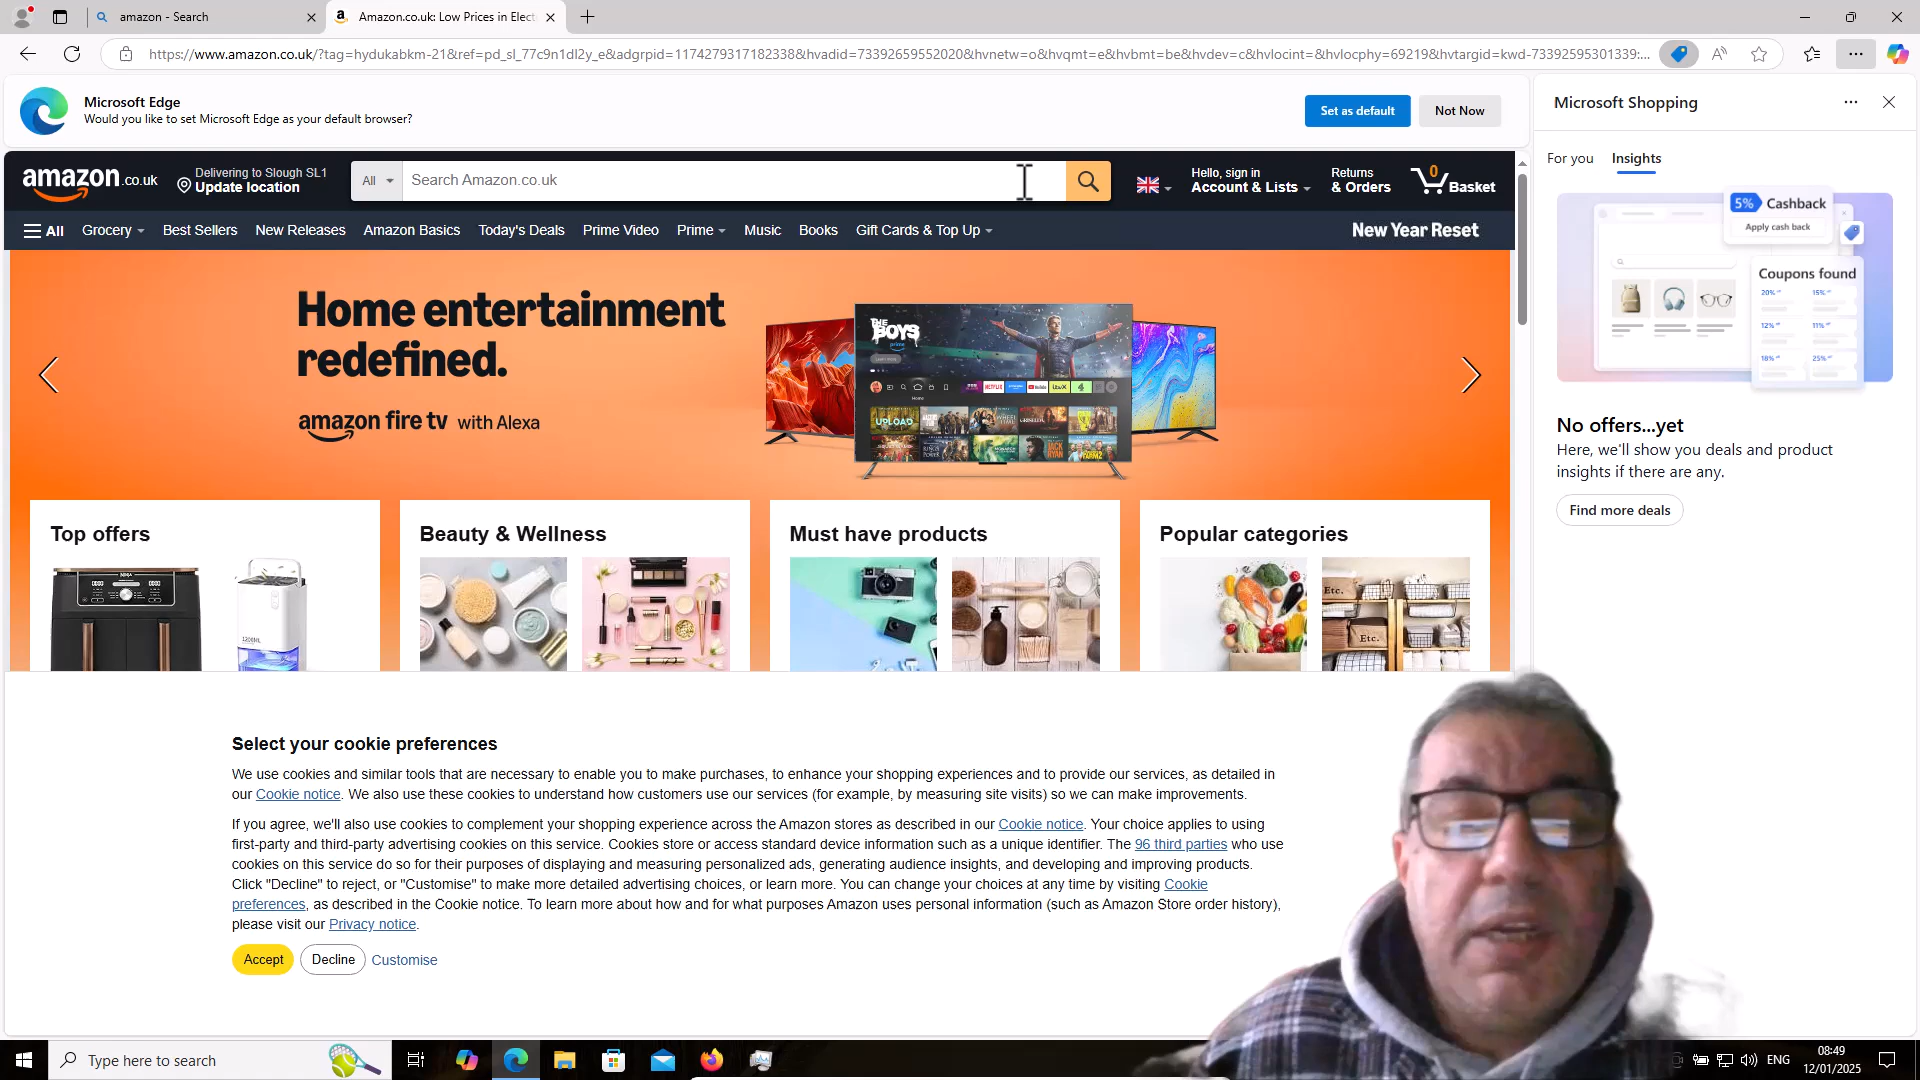 amazon - Search
Amazon.co.uk: Low Prices in Elect
https://www.amazon.co.uk/?tag=hydukabkm-21&ref=pd_sl_77c9n1dl2y_e&adgrpid=1174279317182338&hvadid=73392659552020&hvnetw=o&hvqmt=e&hvbmt=be&hvdev=c&hvlocint=&hvlocphy=69219&hvtargid=kwd-73392595301339:...
Microsoft Edge
Would you like to set Microsoft Edge as your default browser?
Set as default
Not Now
Microsoft Shopping
For you
Insights
5% Cashback
Apply cash back
Coupons found
20%
15%
12%
11%
18%
25%
No offers...yet
Here, we'll show you deals and product
insights if there are any.
Find more deals
amazon.co.uk
Delivering to Slough SL1
Update location
All
Search Amazon.co.uk
Hello, sign in
Account & Lists
Returns
& Orders
0
Basket
All
Grocery
Best Sellers
New Releases
Amazon Basics
Today's Deals
Prime Video
Prime
Music
Books
Gift Cards & Top Up
New Year Reset
Home entertainment
redefined.
amazon fire tv with Alexa
THE BOYS
prime
Home
NETFLIX
UPLOAD
Top offers
Beauty & Wellness
Must have products
Popular categories
NINJA
1200ML
Etc.
Etc.
Select your cookie preferences
We use cookies and similar tools that are necessary to enable you to make purchases, to enhance your shopping experiences and to provide our services, as detailed in
our Cookie notice. We also use these cookies to understand how customers use our services (for example, by measuring site visits) so we can make improvements.
If you agree, we'll also use cookies to complement your shopping experience across the Amazon stores as described in our Cookie notice. Your choice applies to using
first-party and third-party advertising cookies on this service. Cookies store or access standard device information such as a unique identifier. The 96 third parties who use
cookies on this service do so for their purposes of displaying and measuring personalized ads, generating audience insights, and developing and improving products.
Click "Decline" to reject, or "Customise" to make more detailed advertising choices, or learn more. You can change your choices at any time by visiting Cookie
preferences, as described in the Cookie notice. To learn more about how and for what purposes Amazon uses personal information (such as Amazon Store order history),
please visit our Privacy notice.
Accept
Decline
Customise
Type here to search
ENG
08:49
12/01/2025